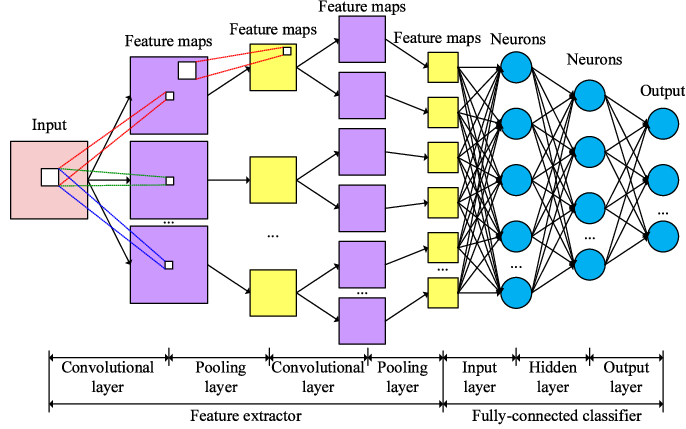 Feature maps
Neurons
Feature maps
Feature maps
Feature maps
Neurons
Output
Input
...
...
...
...
...
...
...
Convolutional layer
Pooling layer
Convolutional layer
Pooling layer
Input layer
Hidden layer
Output layer
Feature extractor
Fully-connected classifier